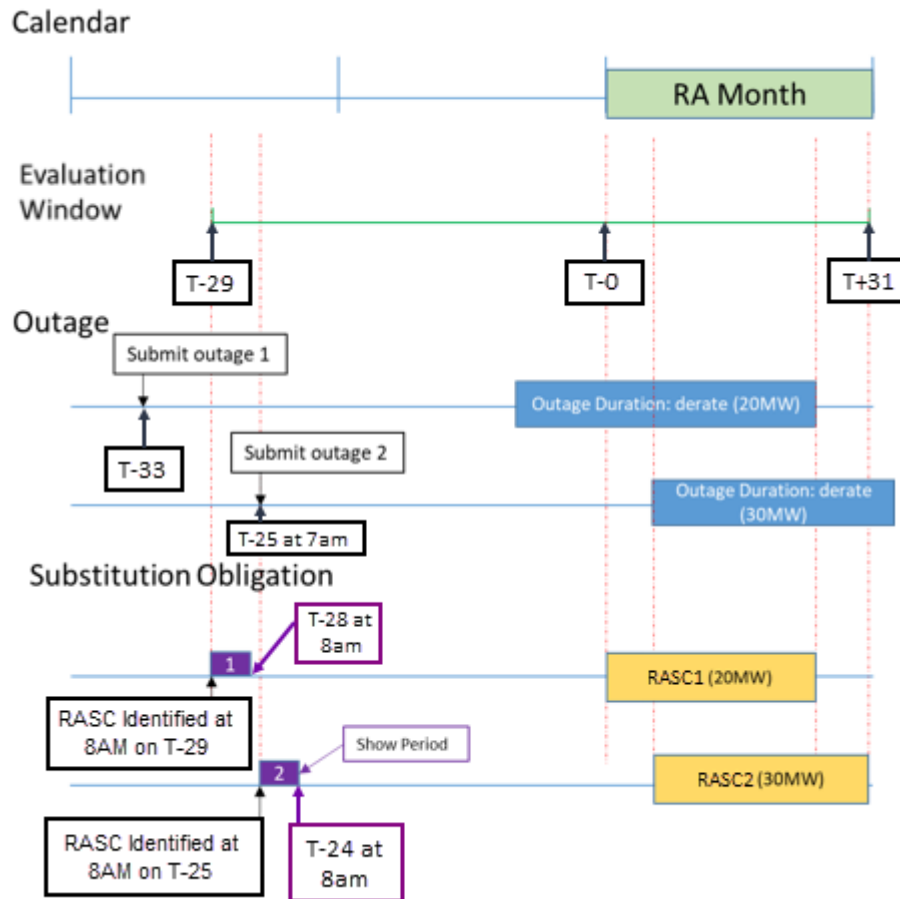 Calendar
RA Month
Evaluation
Window
T-29
T-0
T+31
Outage
Submit outage 1
Outage Duration: derate (20MW)
T-33
Submit outage 2
Outage Duration: derate
(30MW)
T-25 at 7am
Substitution Obligation
T-28 at
8am
1
RASC1 (20MW)
RASC Identified at
8AM on T-29
Show Period
2
RASC2 (30MW)
RASC Identified at
8AM on T-25
T-24 at
8am